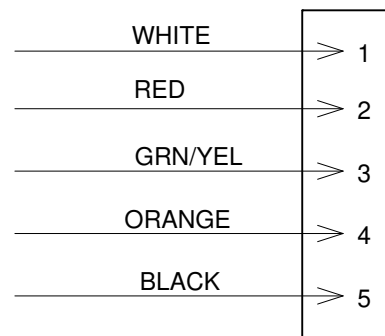 WHITE 1
RED 2
GRN/YEL 3
ORANGE 4
BLACK 5